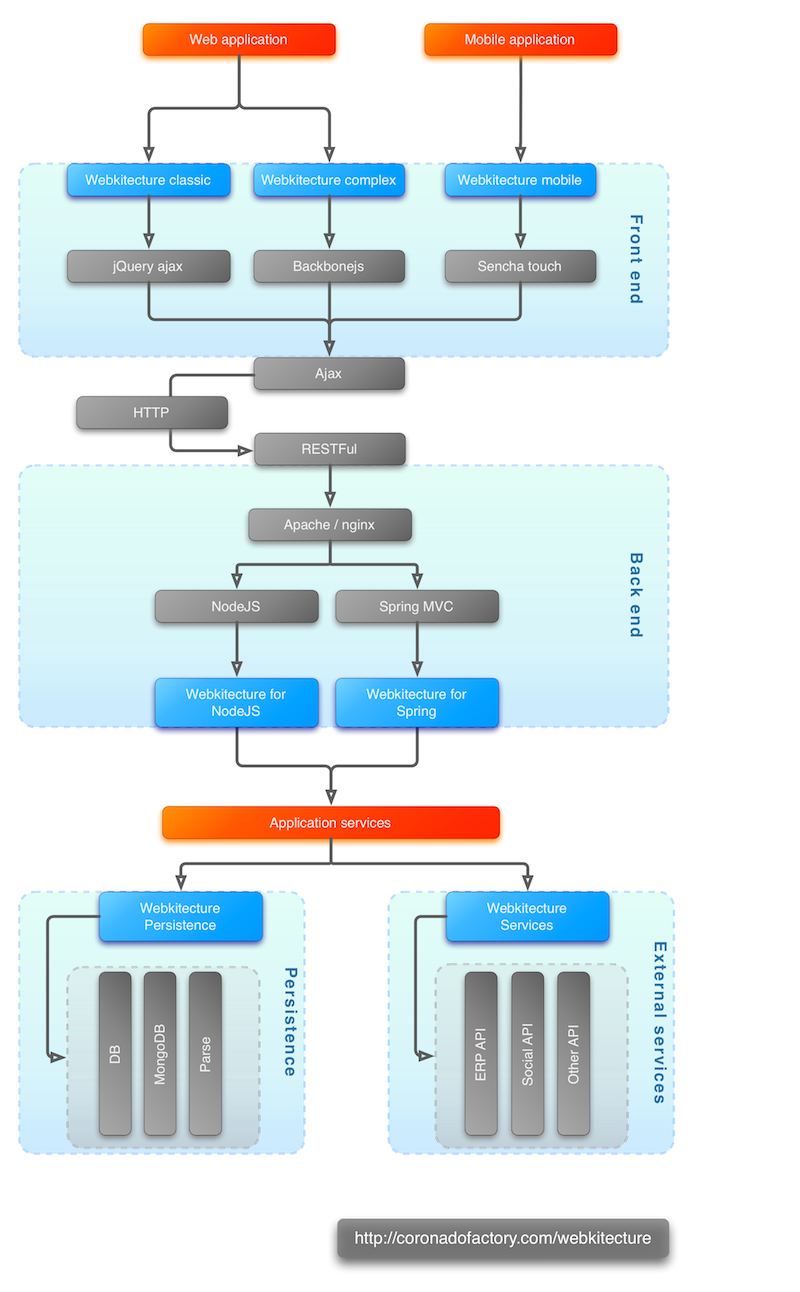 Web application
Mobile application
Webkitecture classic
Webkitecture complex
Webkitecture mobile
Front end
jQuery ajax
Backbonejs
Sencha touch
Ajax
HTTP
RESTFul
Apache / nginx
Back end
NodeJS
Spring MVC
Webkitecture for
NodeJS
Webkitecture for
Spring
Application services
Webkitecture
Persistence
Webkitecture
Services
Persistence
DB
MongoDB
Parse
External services
ERP API
Social API
Other API
http://coronadofactory.com/webkitecture